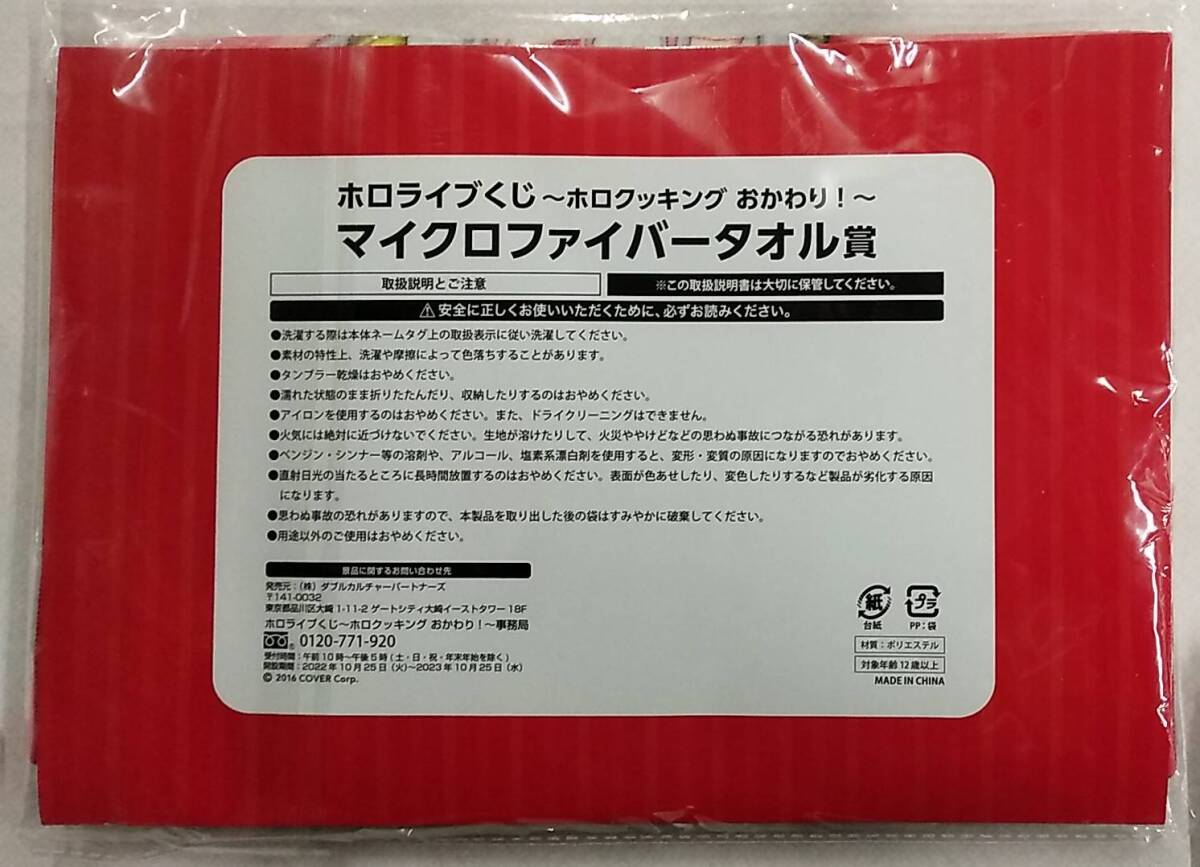 ホロライブくじ ～ホロクッキング おかわり！～
マイクロファイバータオル賞
取扱説明とご注意
※この取扱説明書は大切に保管してください。
⚠安全に正しくお使いいただくために、必ずお読みください。
●洗濯する際は本体ネームタグ上の取扱表示に従い洗濯してください。
●素材の特性上、洗濯や摩擦によって色落ちすることがあります。
●タンブラー乾燥はおやめください。
●濡れた状態のまま折りたたんだり、収納したりするのはおやめください。
●アイロンを使用するのはおやめください。また、ドライクリーニングはできません。
●火気には絶対に近づけないでください。生地が溶けたりして、火災ややけどなどの思わぬ事故につながる恐れがあります。
●ベンジン・シンナー等の溶剤や、アルコール、塩素系漂白剤を使用すると、変形・変質の原因になりますのでおやめください。
●直射日光の当たるところに長時間放置するのはおやめください。表面が色あせしたり、変色したりするなど製品が劣化する原因
になります。
●思わぬ事故の恐れがありますので、本製品を取り出した後の袋はすみやかに破棄してください。
●用途以外のご使用はおやめください。
景品に関するお問い合わせ先
発売元：（株）ダブルカルチャーパートナーズ
〒141-0032
東京都品川区大崎 1-11-2 ゲートシティ大崎イーストタワー 18F
ホロライブくじ～ホロクッキング おかわり！～事務局
0120-771-920
受付時間：午前 10 時～午後 5 時 (土・日・祝・年末年始を除く)
開設期間：2022 年 10 月 25 日 (火)～2023 年 10 月 25 日 (水)
© 2016 COVER Corp.
紙
台紙
プラ
PP：袋
材質：ポリエステル
対象年齢 12 歳以上
MADE IN CHINA